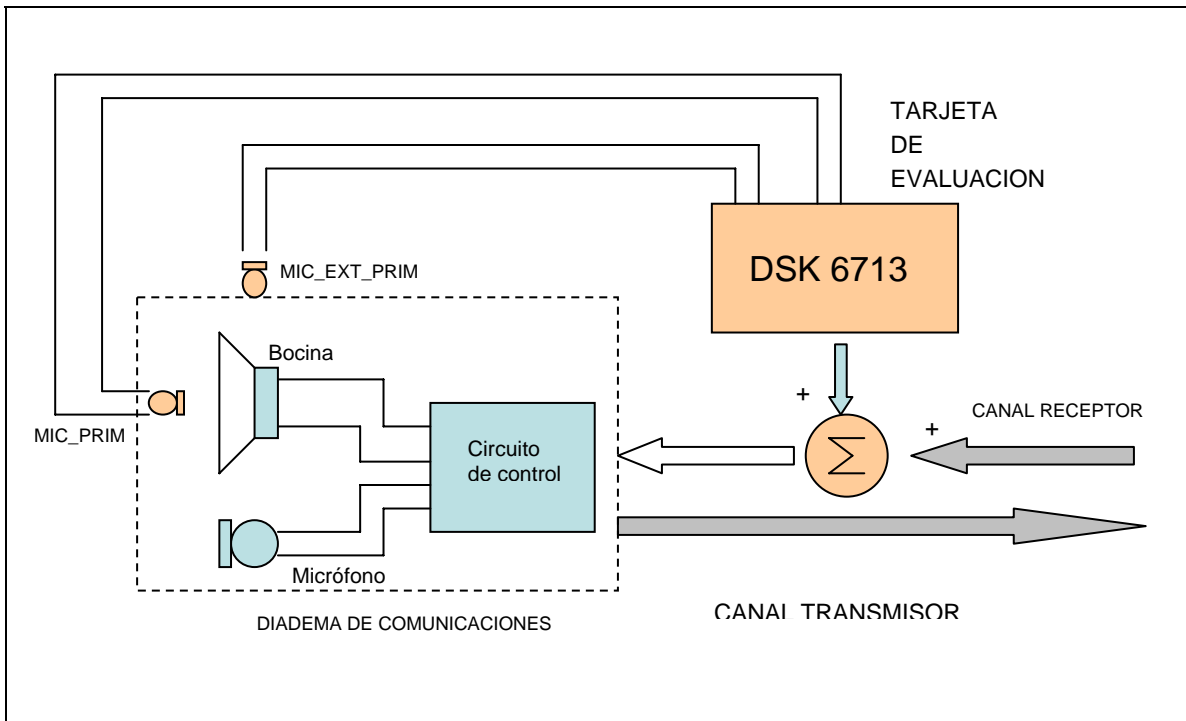 TARJETA
DE
EVALUACION
DSK 6713
MIC_EXT_PRIM
Bocina
+
CANAL RECEPTOR
+
MIC_PRIM
Circuito
de control
Σ
Micrófono
DIADEMA DE COMUNICACIONES
CANAL TRANSMISOR